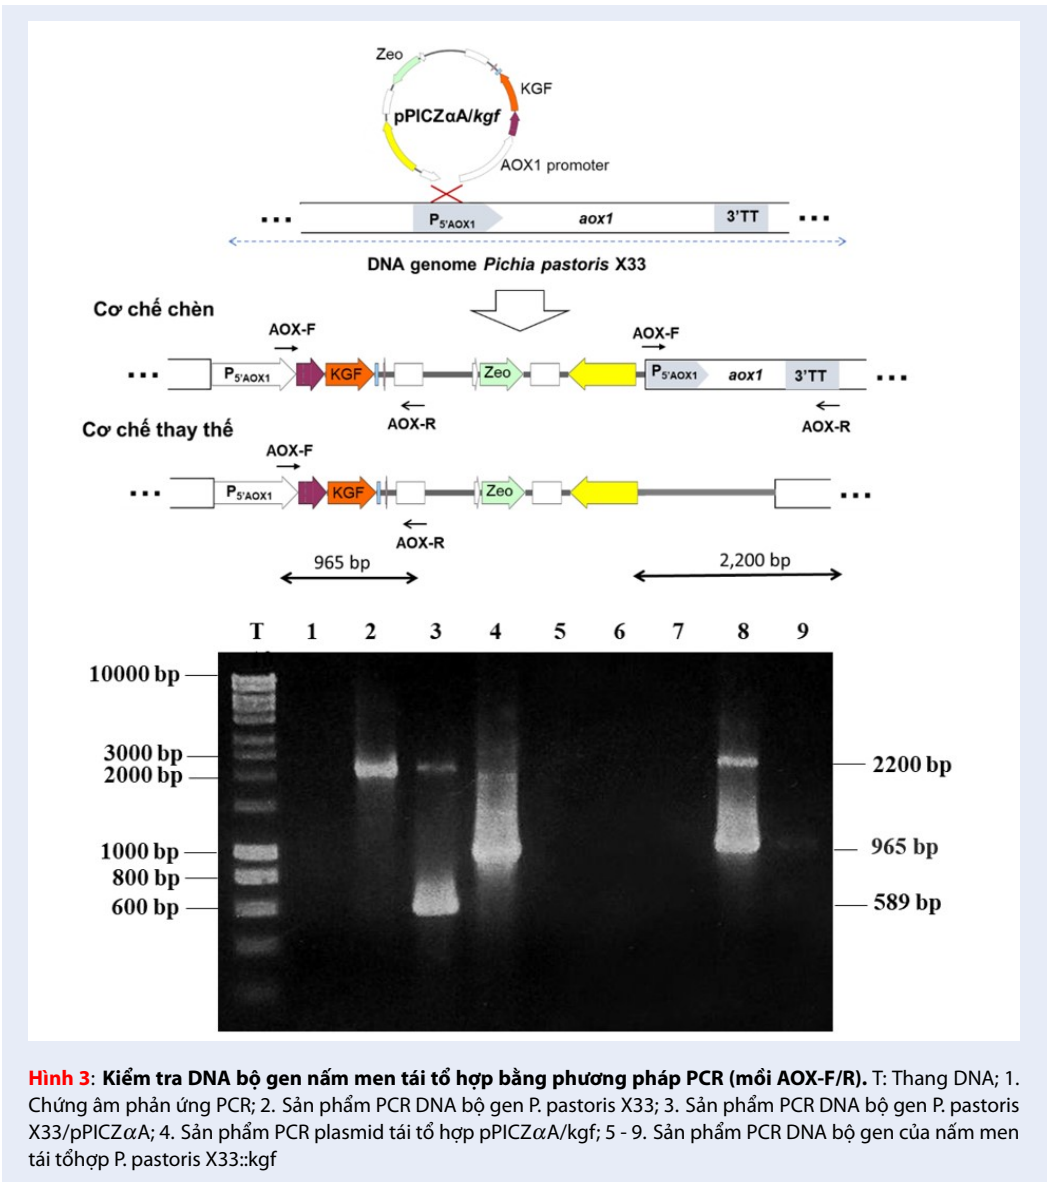 Zeo
KGF
pPICZαA/kgf
AOX1 promoter
... P5'AOX1 aox1 3'TT ...
DNA genome Pichia pastoris X33
Cơ chế chèn
AOX-F AOX-F
... P5'AOX1 KGF Zeo P5'AOX1 aox1 3'TT ...
AOX-R AOX-R
Cơ chế thay thế
AOX-F
... P5'AOX1 KGF Zeo ...
AOX-R
965 bp 2,200 bp
T 1 2 3 4 5 6 7 8 9
10000 bp
3000 bp
2000 bp
1000 bp
800 bp
600 bp
2200 bp
965 bp
589 bp
Hình 3: Kiểm tra DNA bộ gen nấm men tái tổ hợp bằng phương pháp PCR (mồi AOX-F/R). T: Thang DNA; 1.
Chứng âm phản ứng PCR; 2. Sản phẩm PCR DNA bộ gen P. pastoris X33; 3. Sản phẩm PCR DNA bộ gen P. pastoris
X33/pPICZαA; 4. Sản phẩm PCR plasmid tái tổ hợp pPICZαA/kgf; 5 - 9. Sản phẩm PCR DNA bộ gen của nấm men
tái tổhợp P. pastoris X33::kgf